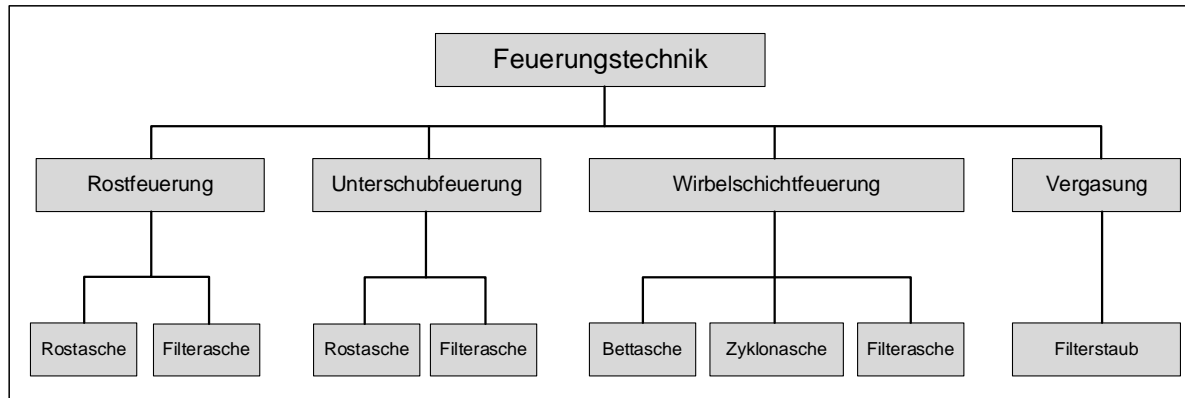 Feuerungstechnik
Rostfeuerung
Unterschubfeuerung
Wirbelschichtfeuerung
Vergasung
Rostasche
Filterasche
Rostasche
Filterasche
Bettasche
Zyklonasche
Filterasche
Filterstaub